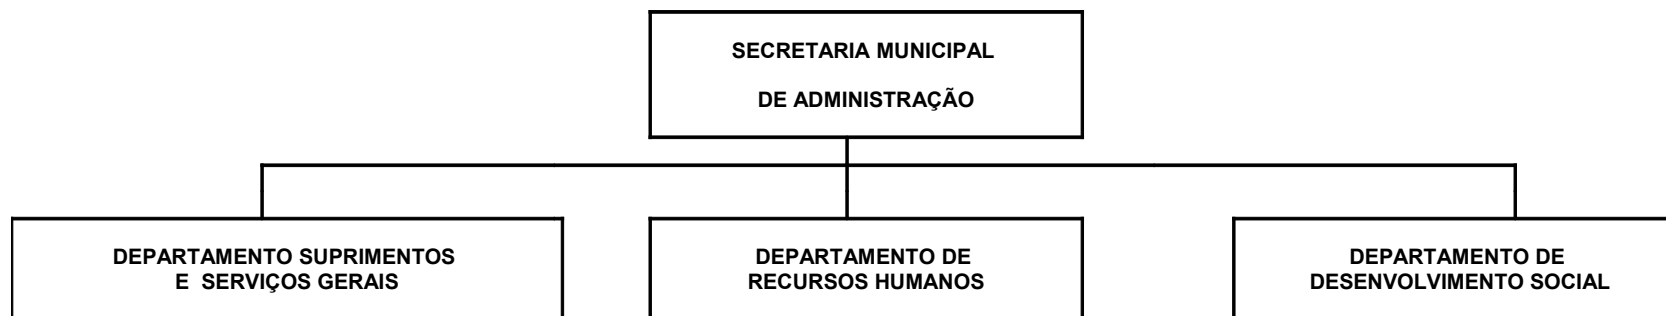 SECRETARIA MUNICIPAL
DE ADMINISTRAÇÃO
DEPARTAMENTO SUPRIMENTOS
E SERVIÇOS GERAIS
DEPARTAMENTO DE
RECURSOS HUMANOS
DEPARTAMENTO DE
DESENVOLVIMENTO SOCIAL